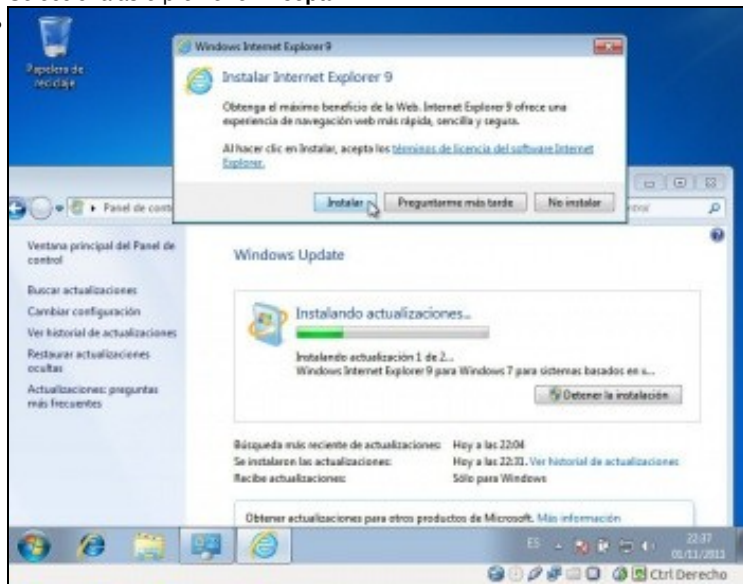 Papelera de
reciclaje
Windows Internet Explorer 9
Instalar Internet Explorer 9
Obtenga el máximo beneficio de la Web. Internet Explorer 9 ofrece una
experiencia de navegación web más rápida, sencilla y segura.
Al hacer clic en Instalar, acepta los términos de licencia del software Internet
Explorer.
Instalar
Preguntarme más tarde
No instalar
Panel de cont
Ventana principal del Panel de
control
Buscar actualizaciones
Cambiar configuración
Ver historial de actualizaciones
Restaurar actualizaciones
ocultas
Actualizaciones: preguntas
más frecuentes
Windows Update
Instalando actualizaciones...
Instalando actualización 1 de 2...
Windows Internet Explorer 9 para Windows 7 para sistemas basados en s...
Detener la instalación
Búsqueda más reciente de actualizaciones: Hoy a las 22:04
Se instalaron las actualizaciones: Hoy a las 22:31. Ver historial de actualizaciones
Recibe actualizaciones: Sólo para Windows
Obtener actualizaciones para otros productos de Microsoft. Más información
ES
22:37
01/11/2011
Ctrl Derecho